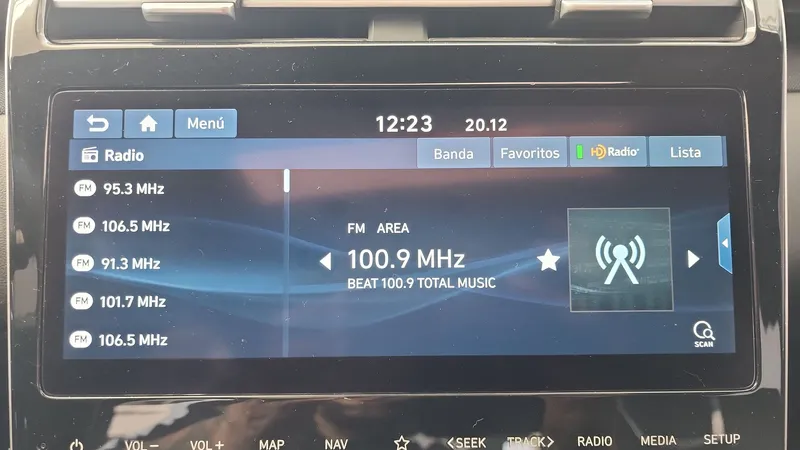 Menú 12:23 20.12
Radio Banda Favoritos HD Radio Lista
FM 95.3 MHz
FM 106.5 MHz
FM 91.3 MHz
FM 101.7 MHz
FM 106.5 MHz
FM AREA
100.9 MHz
BEAT 100.9 TOTAL MUSIC
SCAN
VOL − VOL + MAP NAV <SEEK TRACK> RADIO MEDIA SETUP